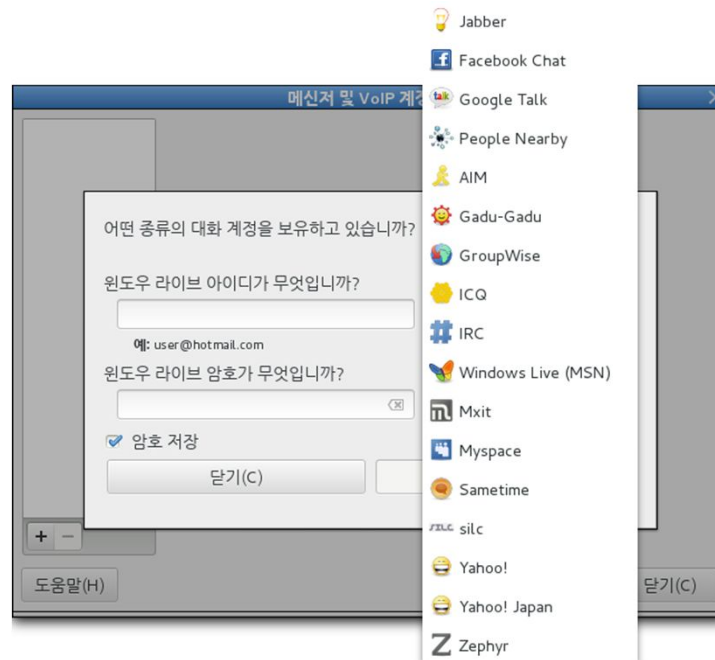 메신저 및 VoIP 계정
어떤 종류의 대화 계정을 보유하고 있습니까?
윈도우 라이브 아이디가 무엇입니까?
예: user@hotmail.com
윈도우 라이브 암호가 무엇입니까?
암호 저장
닫기(C)
도움말(H)
닫기(C)
Jabber
Facebook Chat
talk
Google Talk
People Nearby
AIM
Gadu-Gadu
GroupWise
ICQ
IRC
Windows Live (MSN)
Mxit
Myspace
Sametime
silc
Yahoo!
Yahoo! Japan
Zephyr